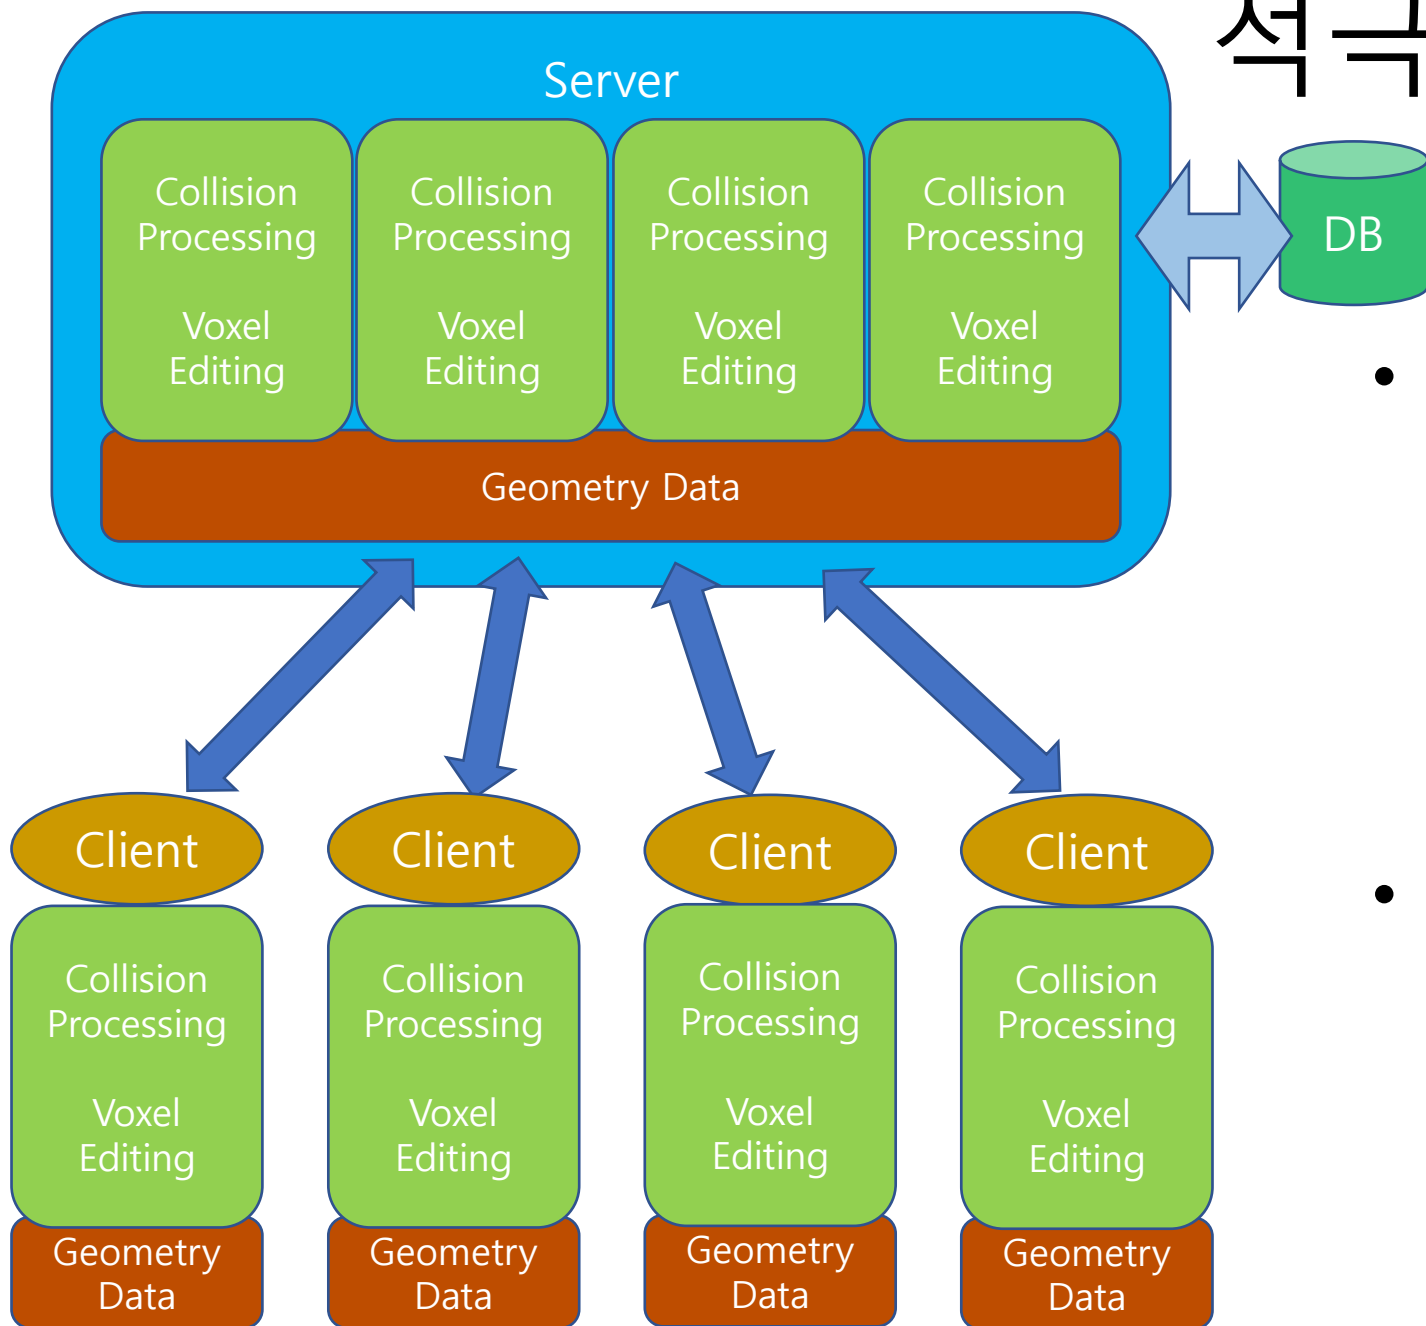 적극
Server
Collision
Processing
Voxel
Editing
Collision
Processing
Voxel
Editing
Collision
Processing
Voxel
Editing
Collision
Processing
Voxel
Editing
DB
Geometry Data
Client
Client
Client
Client
Collision
Processing
Voxel
Editing
Collision
Processing
Voxel
Editing
Collision
Processing
Voxel
Editing
Collision
Processing
Voxel
Editing
Geometry
Data
Geometry
Data
Geometry
Data
Geometry
Data